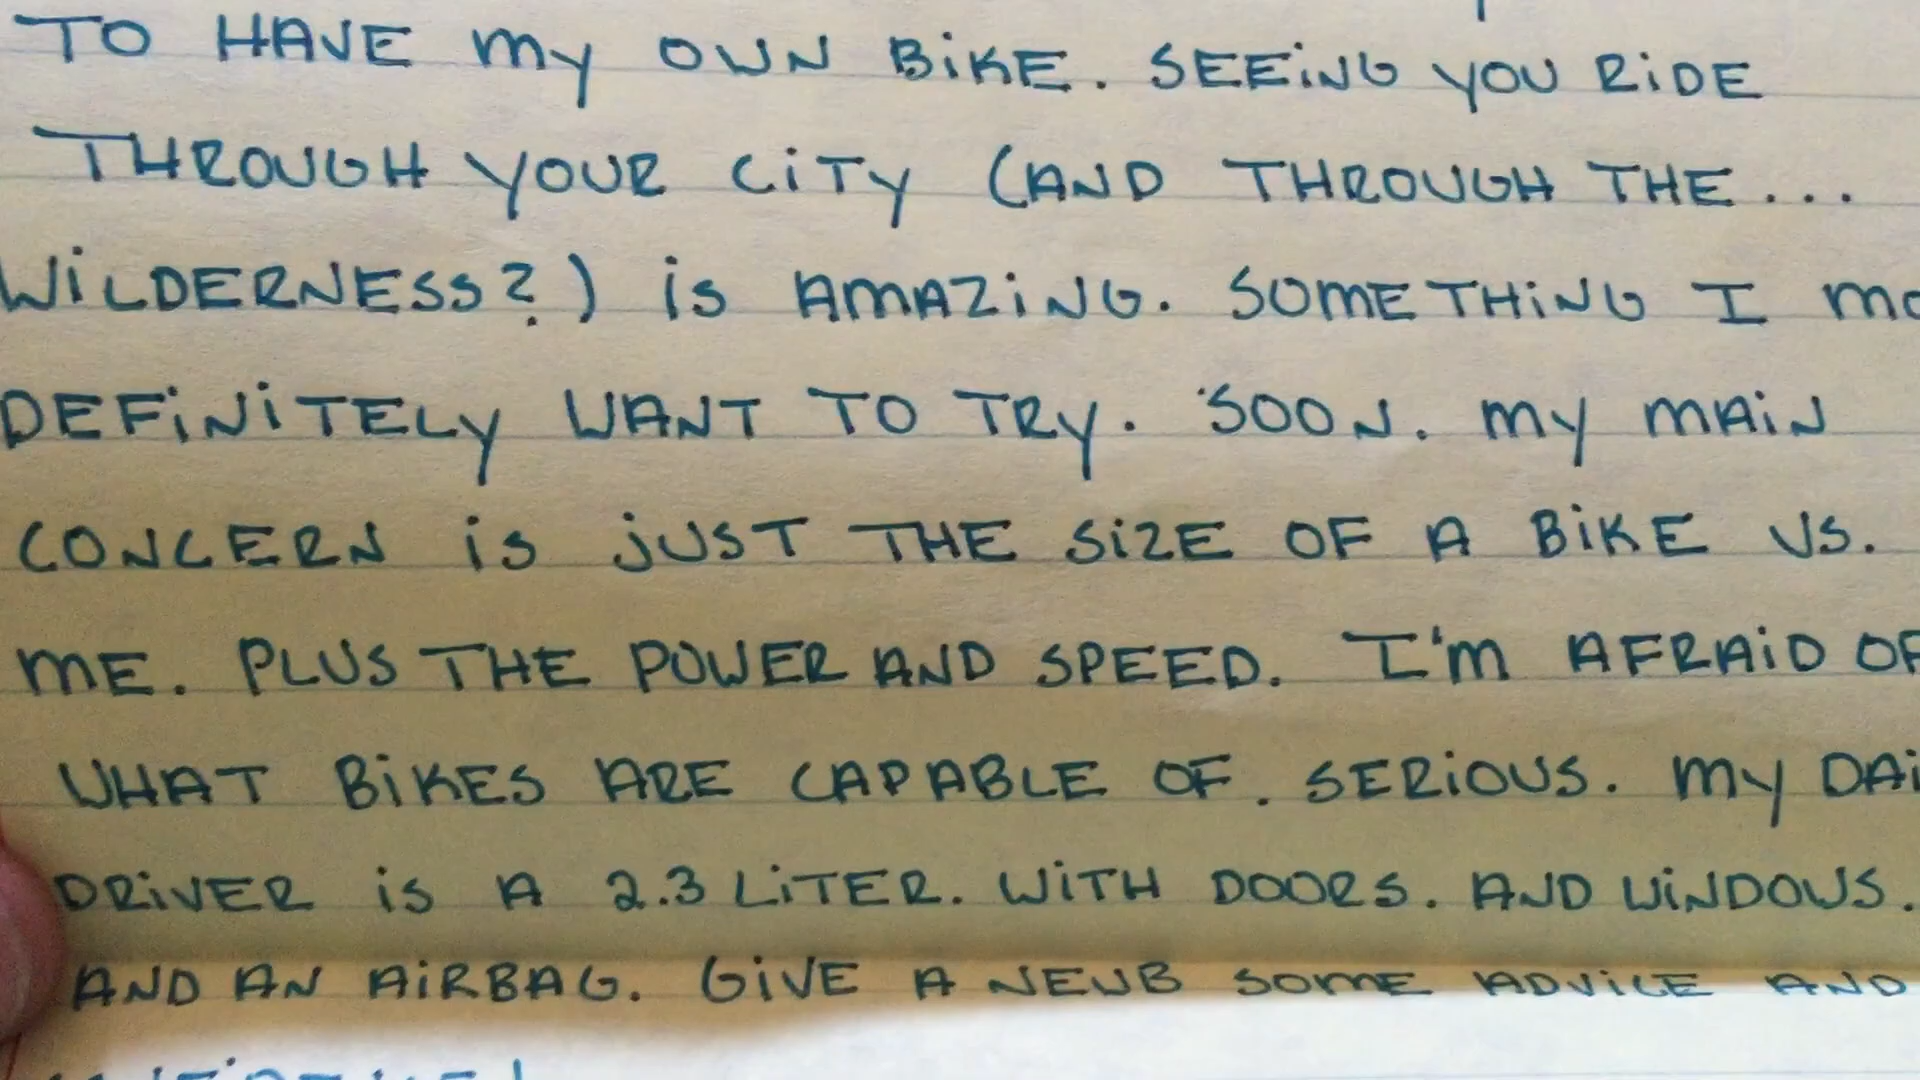 TO HAVE MY OWN BIKE. SEEING YOU RIDE
THROUGH YOUR CITY (AND THROUGH THE...
WILDERNESS?) IS AMAZING. SOMETHING I MO
DEFINITELY WANT TO TRY. SOON. MY MAIN
CONCERN IS JUST THE SIZE OF A BIKE VS.
ME. PLUS THE POWER AND SPEED. I'M AFRAID OF
WHAT BIKES ARE CAPABLE OF. SERIOUS. MY DAI
DRIVER IS A 2.3 LITER. WITH DOORS. AND WINDOWS.
AND AN AIRBAG. GIVE A NEWB SOME ADVICE AND